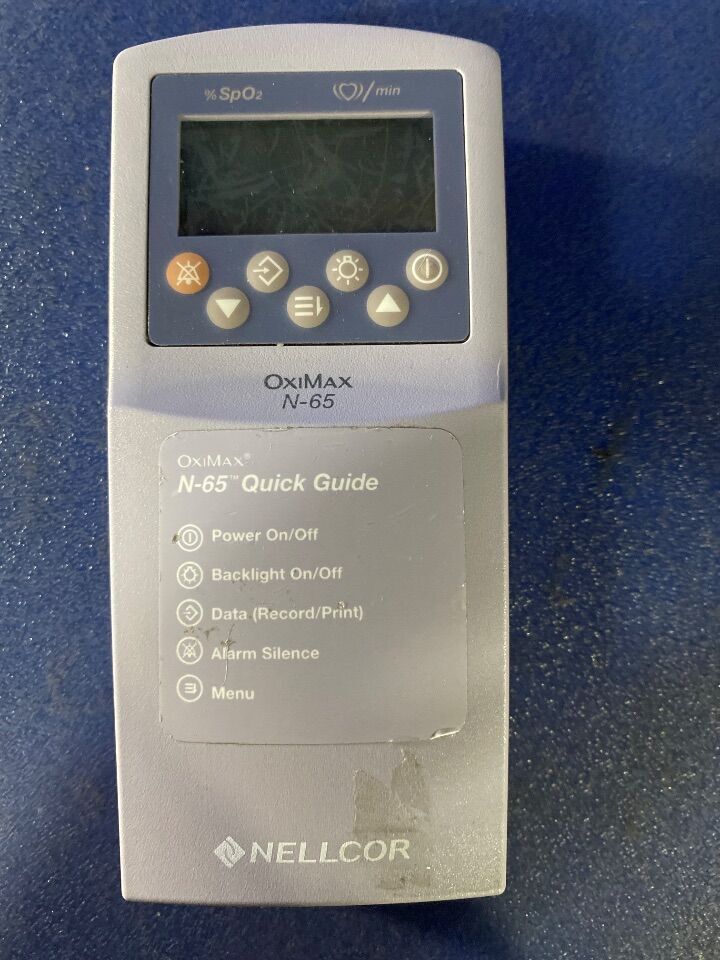 %SpO₂ /min
OXIMAX
N-65
OXIMAX®
N-65™ Quick Guide
Power On/Off
Backlight On/Off
Data (Record/Print)
Alarm Silence
Menu
NELLCOR